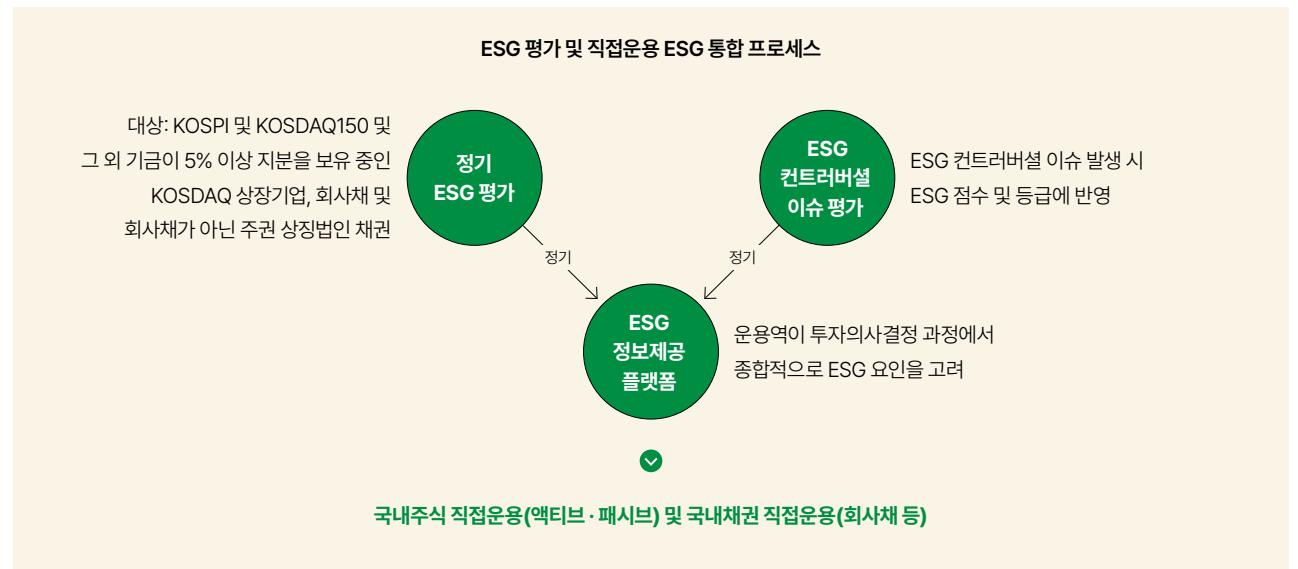 ESG 평가 및 직접운용 ESG 통합 프로세스
대상: KOSPI 및 KOSDAQ150 및
그 외 기금이 5% 이상 지분을 보유 중인
KOSDAQ 상장기업, 회사채 및
회사채가 아닌 주권 상징법인 채권
정기
ESG 평가
ESG
컨트러버셜
이슈 평가
ESG 컨트러버셜 이슈 발생 시
ESG 점수 및 등급에 반영
정기
정기
ESG
정보제공
플랫폼
운용역이 투자의사결정 과정에서
종합적으로 ESG 요인을 고려
국내주식 직접운용(액티브 · 패시브) 및 국내채권 직접운용(회사채 등)